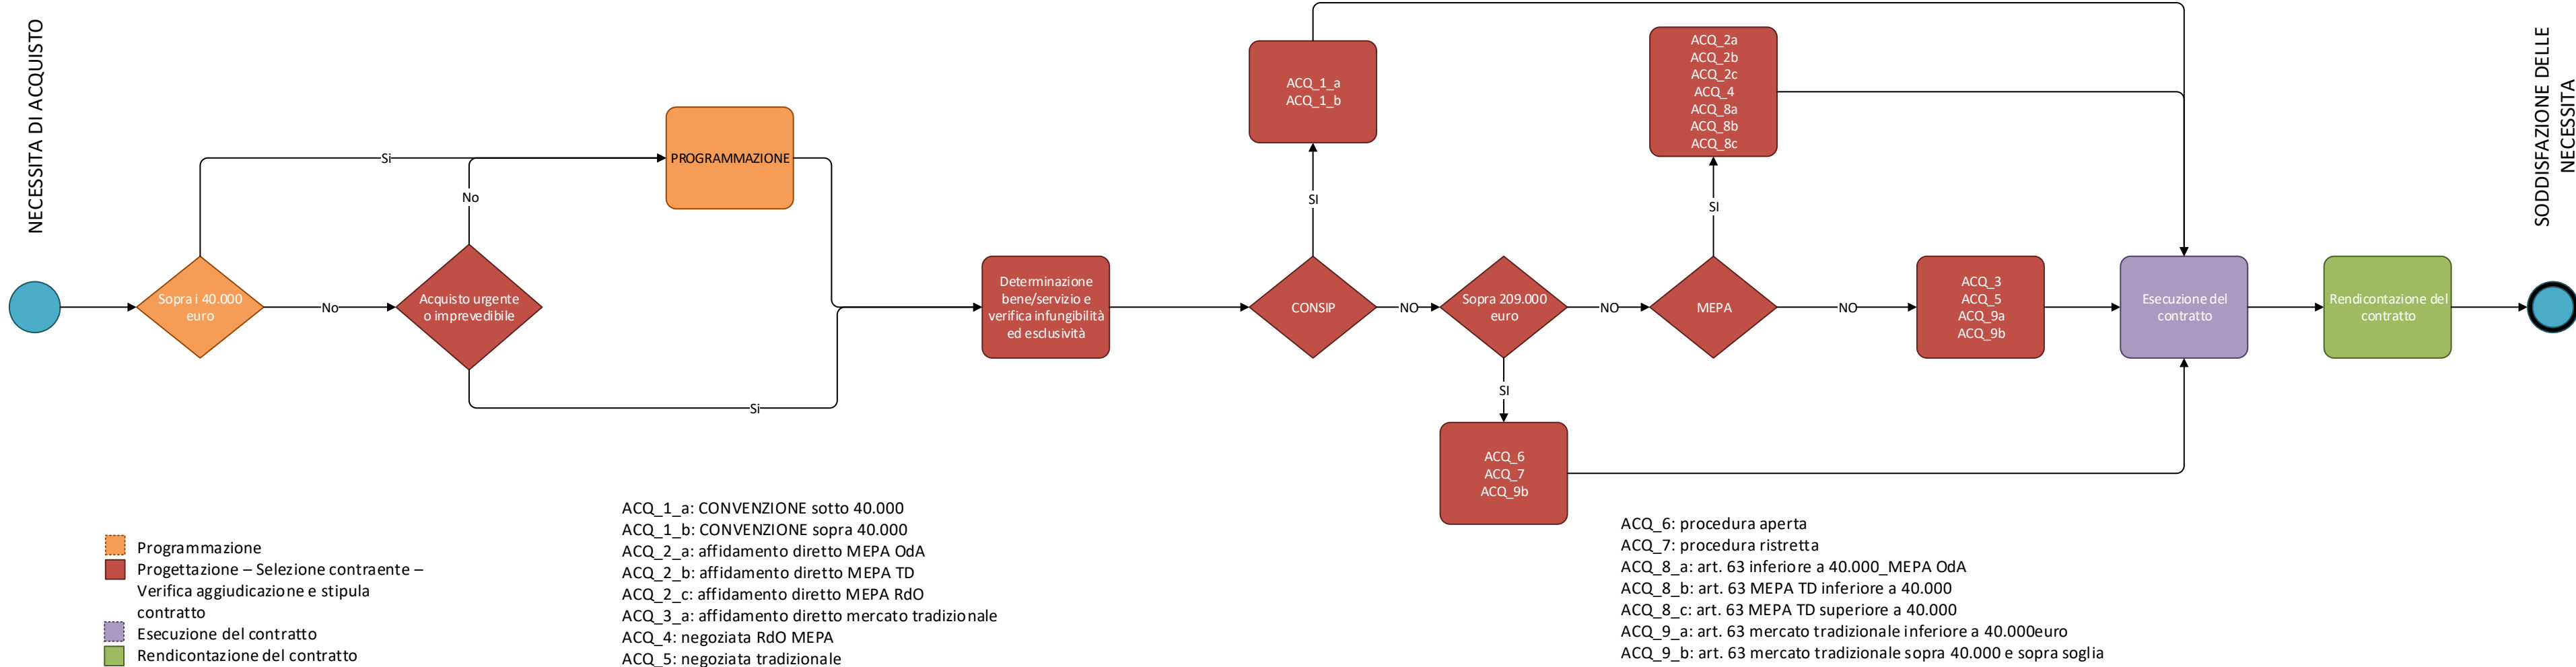 NECESSITA DI ACQUISTO
Sopra i 40.000
euro
Si
No
Acquisto urgente
o imprevedibile
No
Si
PROGRAMMAZIONE
Determinazione
bene/servizio e
verifica infungibilità
ed esclusività
CONSIP
SI
ACQ_1_a
ACQ_1_b
NO
Sopra 209.000
euro
SI
ACQ_6
ACQ_7
ACQ_9b
NO
MEPA
SI
ACQ_2a
ACQ_2b
ACQ_2c
ACQ_4
ACQ_8a
ACQ_8b
ACQ_8c
NO
ACQ_3
ACQ_5
ACQ_9a
ACQ_9b
Esecuzione del
contratto
Rendicontazione del
contratto
SODDISFAZIONE DELLE
NECESSITA
Programmazione
Progettazione – Selezione contraente –
Verifica aggiudicazione e stipula
contratto
Esecuzione del contratto
Rendicontazione del contratto
ACQ_1_a: CONVENZIONE sotto 40.000
ACQ_1_b: CONVENZIONE sopra 40.000
ACQ_2_a: affidamento diretto MEPA OdA
ACQ_2_b: affidamento diretto MEPA TD
ACQ_2_c: affidamento diretto MEPA RdO
ACQ_3_a: affidamento diretto mercato tradizionale
ACQ_4: negoziata RdO MEPA
ACQ_5: negoziata tradizionale
ACQ_6: procedura aperta
ACQ_7: procedura ristretta
ACQ_8_a: art. 63 inferiore a 40.000_MEPA OdA
ACQ_8_b: art. 63 MEPA TD inferiore a 40.000
ACQ_8_c: art. 63 MEPA TD superiore a 40.000
ACQ_9_a: art. 63 mercato tradizionale inferiore a 40.000euro
ACQ_9_b: art. 63 mercato tradizionale sopra 40.000 e sopra soglia